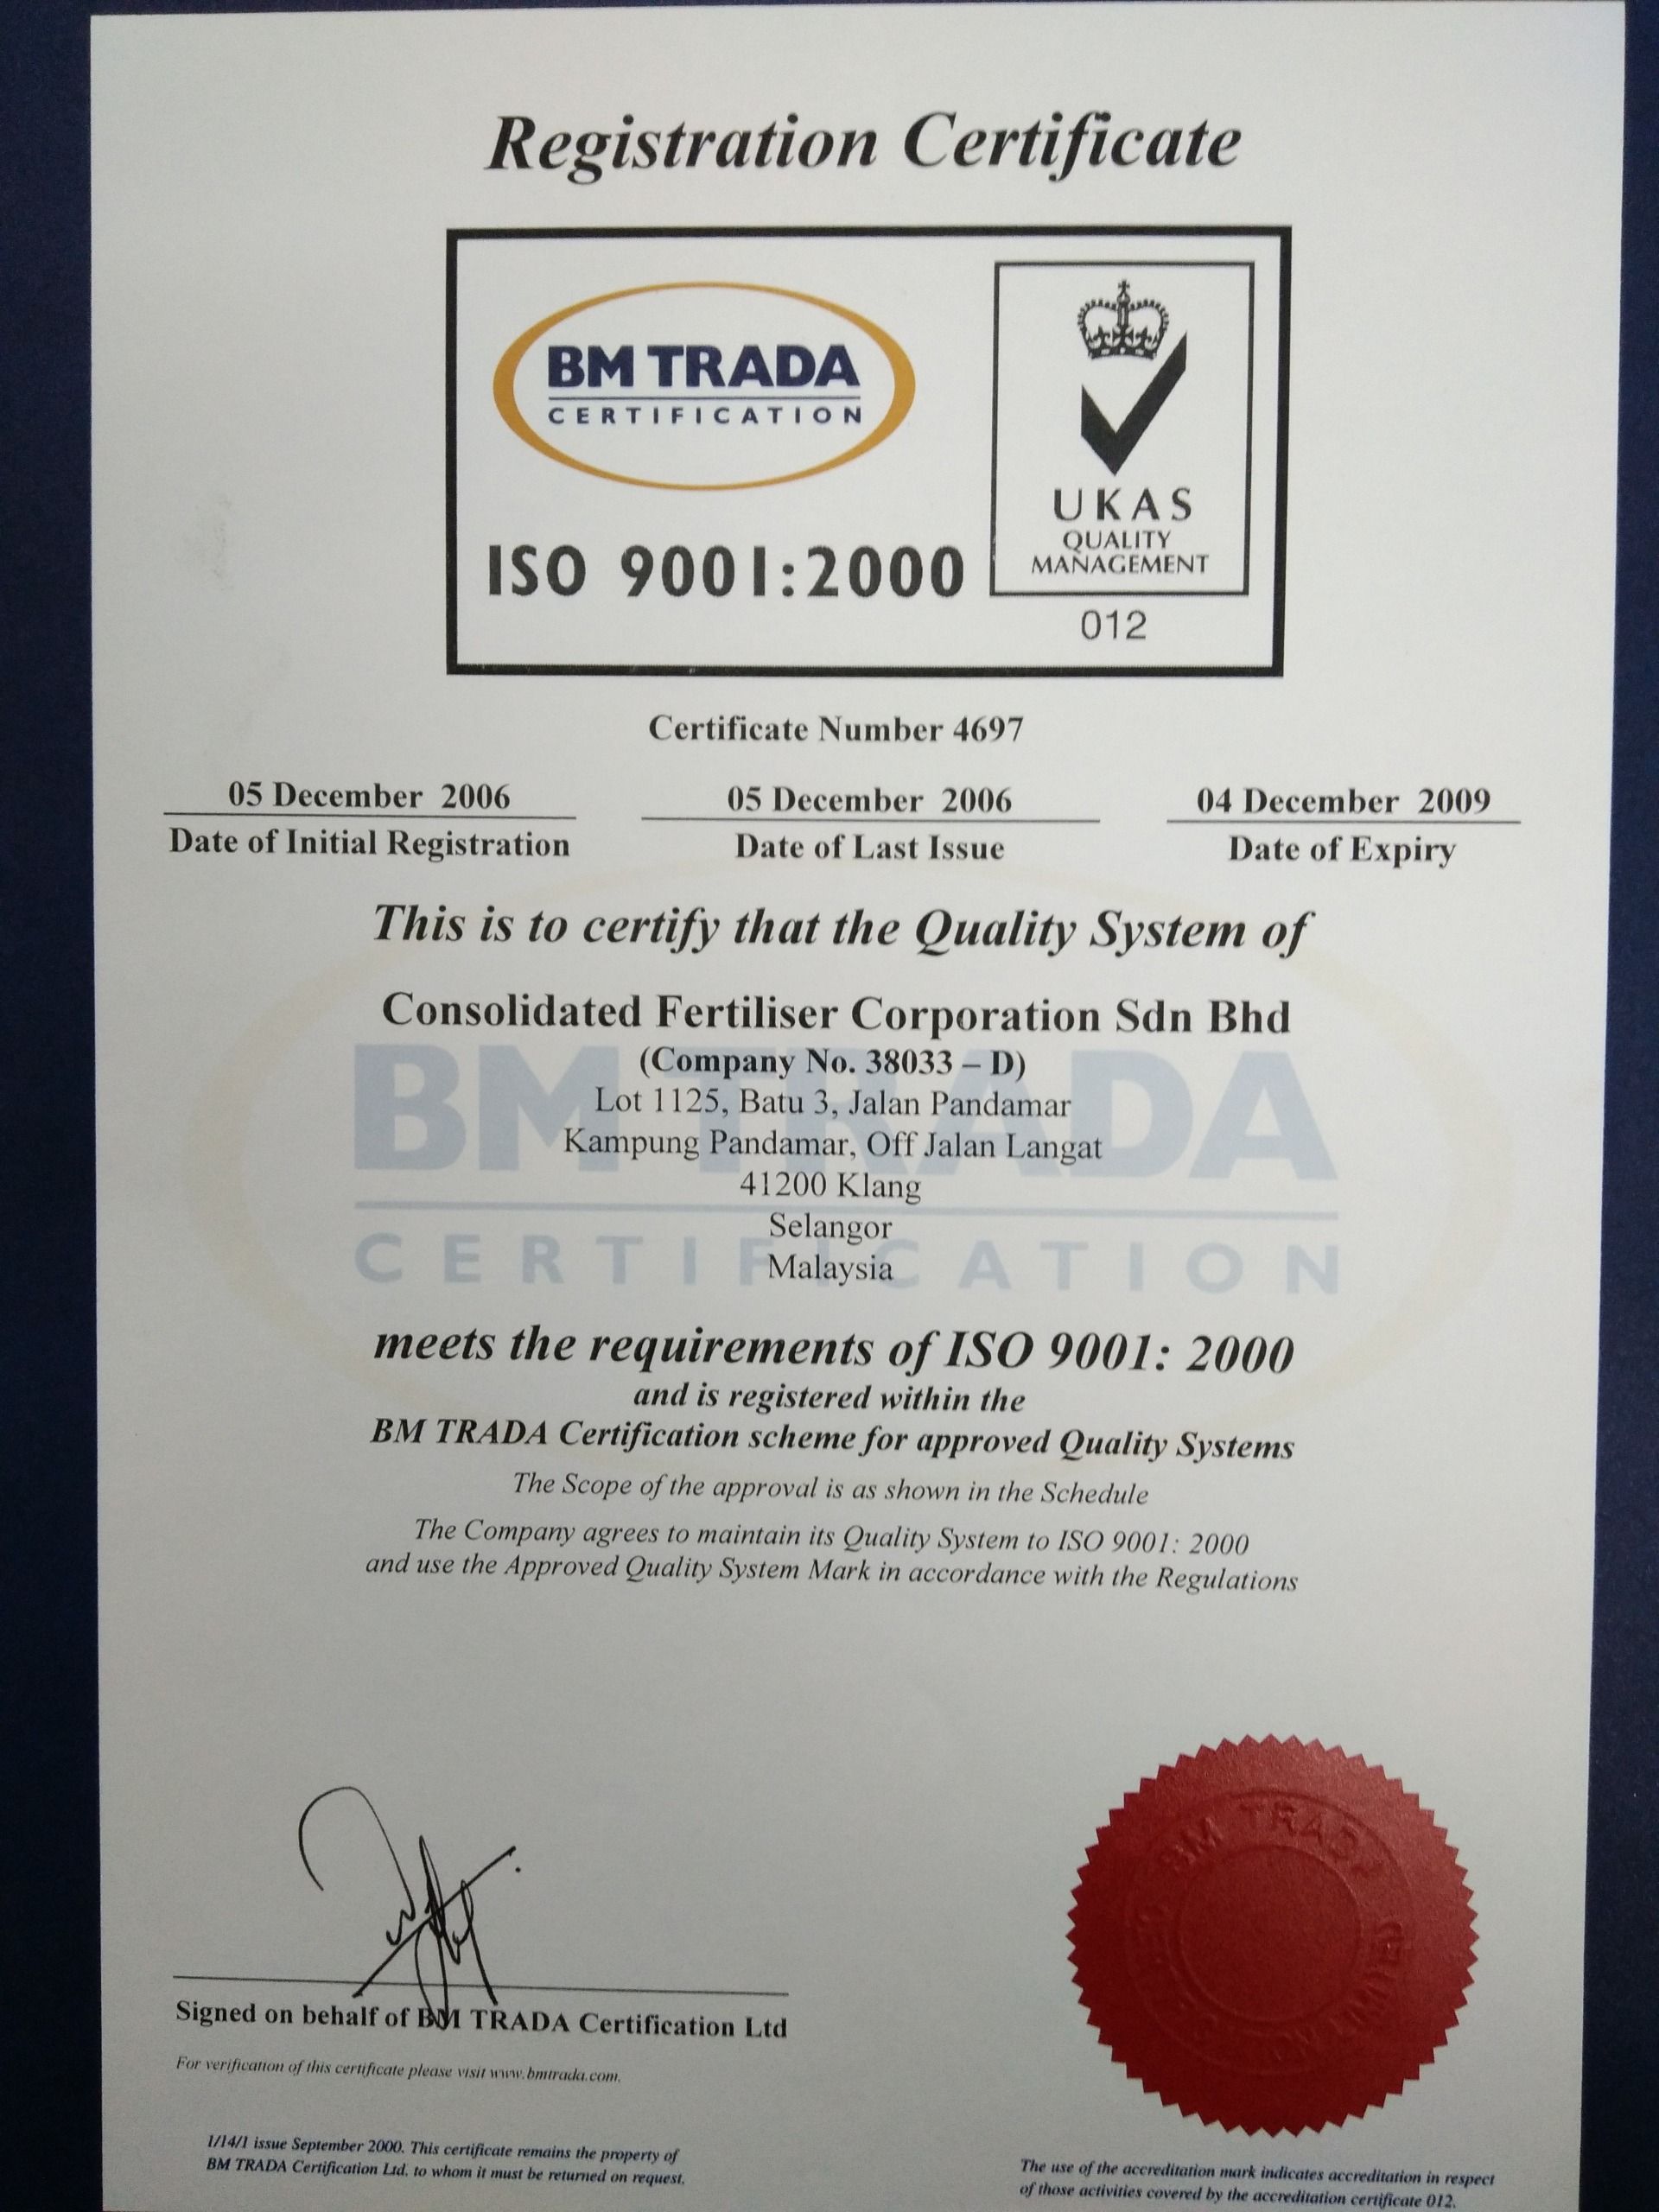 Registration Certificate
BM TRADA
CERTIFICATION
ISO 9001:2000
UKAS
QUALITY
MANAGEMENT
012
Certificate Number 4697
05 December 2006
Date of Initial Registration
05 December 2006
Date of Last Issue
04 December 2009
Date of Expiry
This is to certify that the Quality System of
Consolidated Fertiliser Corporation Sdn Bhd
(Company No. 38033 – D)
Lot 1125, Batu 3, Jalan Pandamar
Kampung Pandamar, Off Jalan Langat
41200 Klang
Selangor
Malaysia
BM TRADA
CERTIFICATION
meets the requirements of ISO 9001: 2000
and is registered within the
BM TRADA Certification scheme for approved Quality Systems
The Scope of the approval is as shown in the Schedule
The Company agrees to maintain its Quality System to ISO 9001: 2000
and use the Approved Quality System Mark in accordance with the Regulations
BM TRADA
Signed on behalf of BM TRADA Certification Ltd
For verification of this certificate please visit www.bmtrada.com.
1/14/1 issue September 2000. This certificate remains the property of
BM TRADA Certification Ltd. to whom it must be returned on request.
The use of the accreditation mark indicates accreditation in respect
of those activities covered by the accreditation certificate 012.